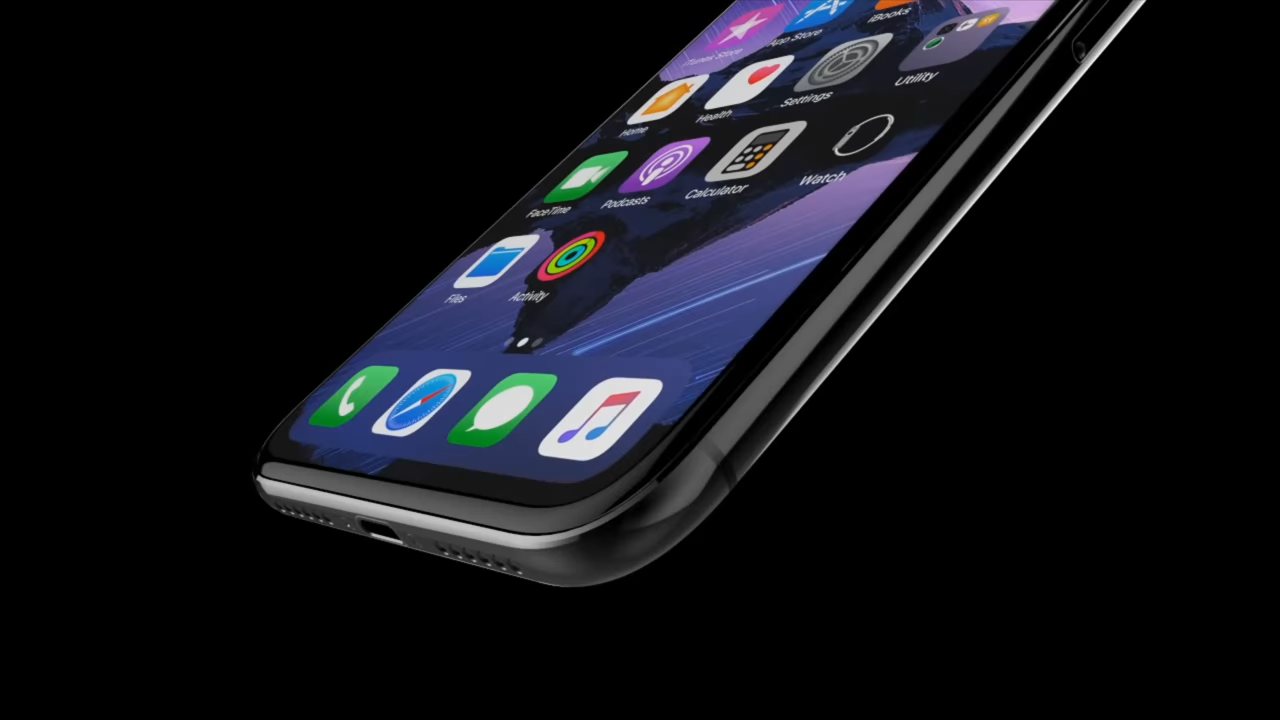 iTunes Store
App Store
iBooks
Home
Health
Settings
Utility
FaceTime
Podcasts
Calculator
Watch
Files
Activity